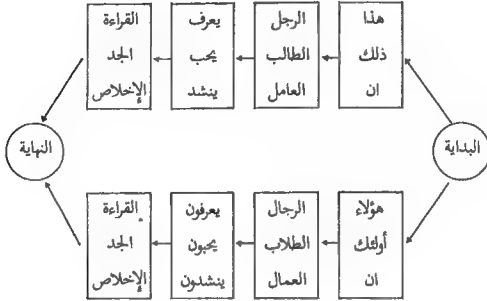 هذا الرجل يعرف القراءة
ذلك الطالب يحب الجد
ان العامل ينشد الإخلاص
البداية النهاية
هؤلاء الرجال يعرفون القراءة
أولئك الطلاب يحبون الجد
ان العمال ينشدون الإخلاص